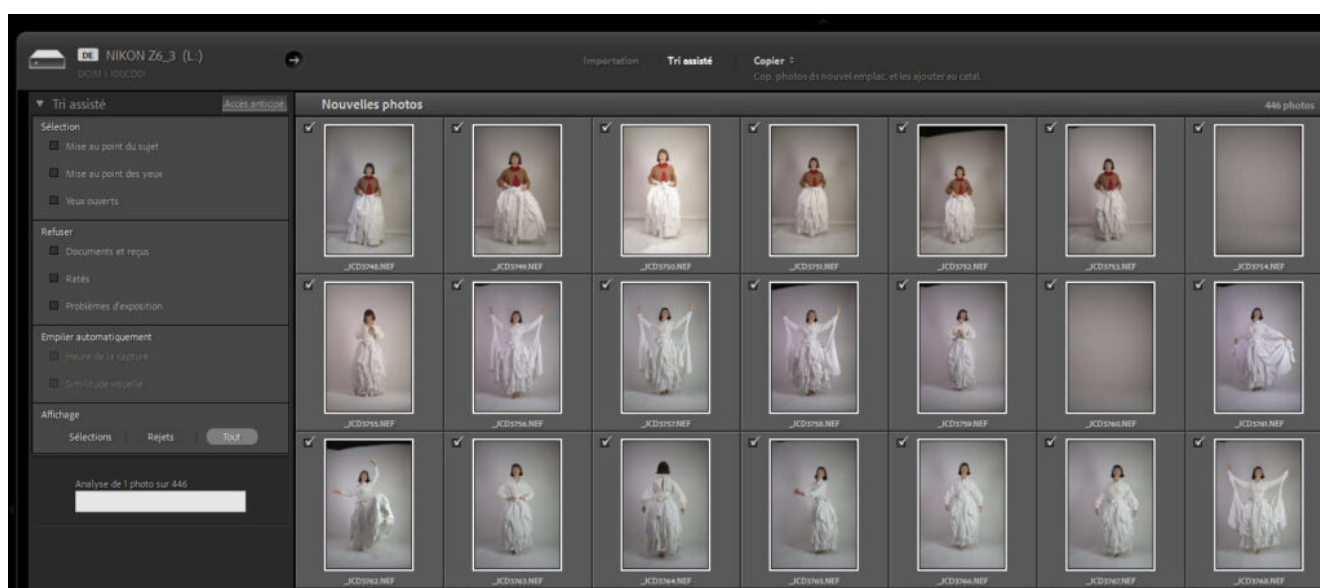 DE NIKON Z6_3 (L:)
Importation Tri assisté Copier
Cop. photos ds nouvel emplac. et les ajouter au catal.
Tri assisté Accès anticipé
Nouvelles photos 446 photos
Sélection
Mise au point du sujet
Mise au point des yeux
Yeux ouverts
Refuser
Documents et reçus
Ratés
Problèmes d'exposition
Empiler automatiquement
Heure de la capture
Similitude visuelle
Affichage
Sélections Rejets Tout
Analyse de 1 photo sur 446
_JCD3748.NEF _JCD3749.NEF _JCD3750.NEF _JCD3751.NEF _JCD3752.NEF _JCD3753.NEF _JCD3754.NEF
_JCD3755.NEF _JCD3756.NEF _JCD3757.NEF _JCD3758.NEF _JCD3759.NEF _JCD3760.NEF _JCD3761.NEF
_JCD3762.NEF _JCD3763.NEF _JCD3764.NEF _JCD3765.NEF _JCD3766.NEF _JCD3767.NEF _JCD3768.NEF